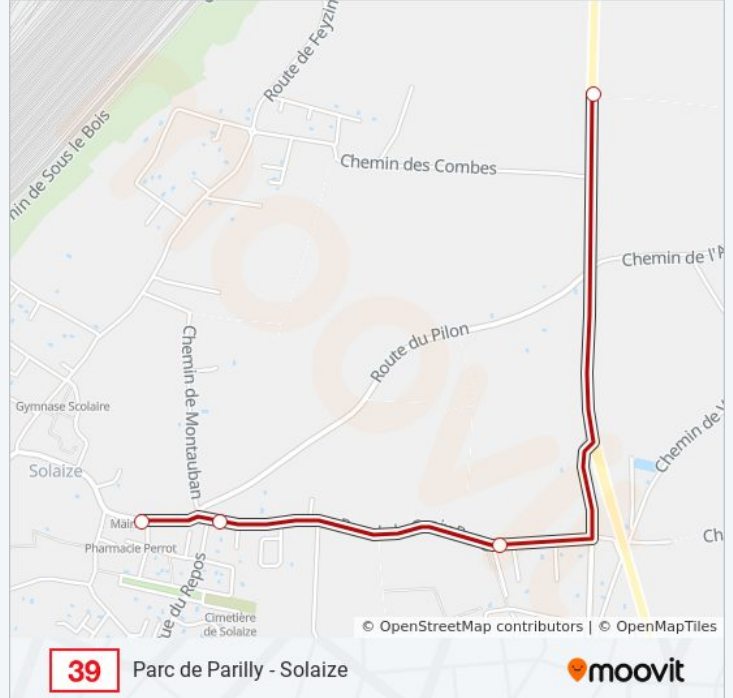 Route de Feyzin
min de Sous le Bois
Chemin des Combes
Chemin de l'A
Route du Pilon
Chemin de Montauban
Gymnase Scolaire
Chemin de V
Solaize
Mair
Pharmacie Perrot
Ch
ue du Repos
Cimetière
de Solaize
© OpenStreetMap contributors | © OpenMapTiles
39 Parc de Parilly - Solaize moovit